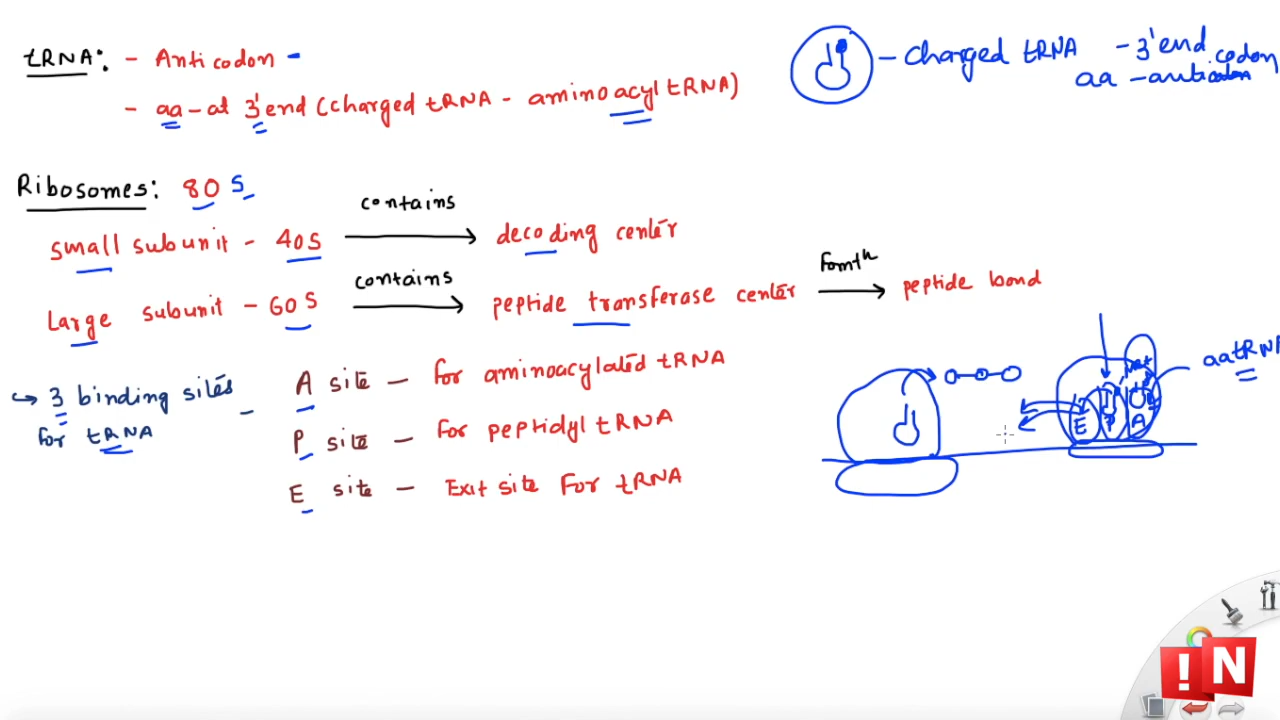 tRNA: - Anticodon -
- aa - at 3' end (charged tRNA - aminoacyl tRNA)
- charged tRNA - 3' end codon
aa - anticodon
Ribosomes: 80 S
small subunit - 40S contains decoding center
Large subunit - 60S contains peptide transferase center formth peptide bond
↪ 3 binding sites for tRNA -
A site - for aminoacylated tRNA
P site - for peptidyl tRNA
E site - Exit site for tRNA
E P A
aatRNA
!N